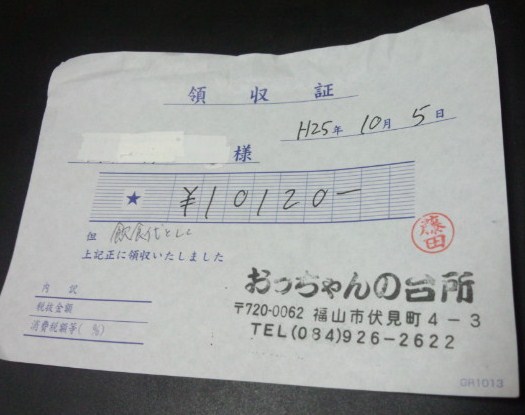 領収証
H25年 10月 5日
様
★ ¥10120ー
但 飲食代として
上記正に領収いたしました
内訳
税抜金額
消費税額等( %)
藤田
おっちゃんの台所
〒720-0062 福山市伏見町4－3
TEL(084)926-2622
GR1013